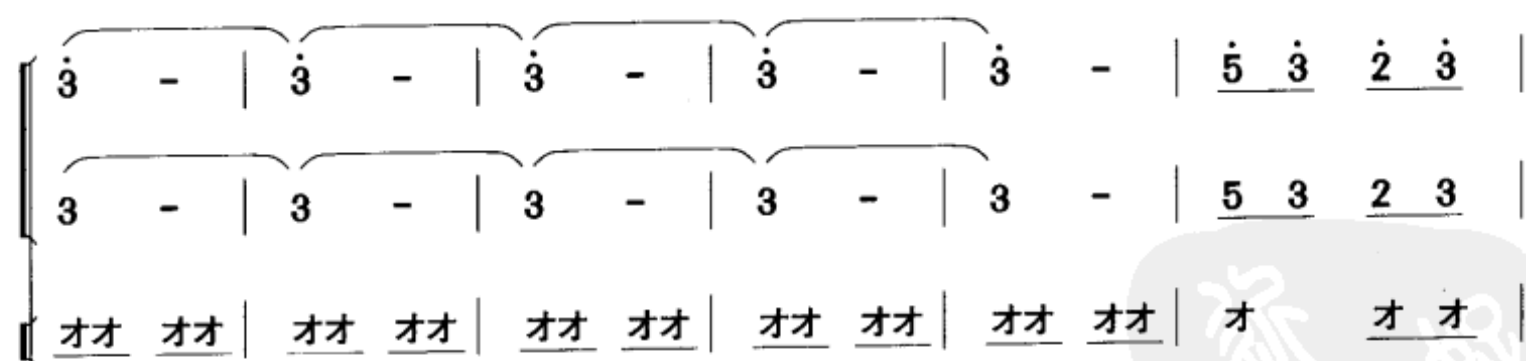 3̇ - | 3̇ - | 3̇ - | 3̇ - | 3̇ - | 5̇ 3̇ 2̇ 3̇ |
3 - | 3 - | 3 - | 3 - | 3 - | 5 3 2 3 |
オオ オオ | オオ オオ | オオ オオ | オオ オオ | オオ オオ | オ オ オ |